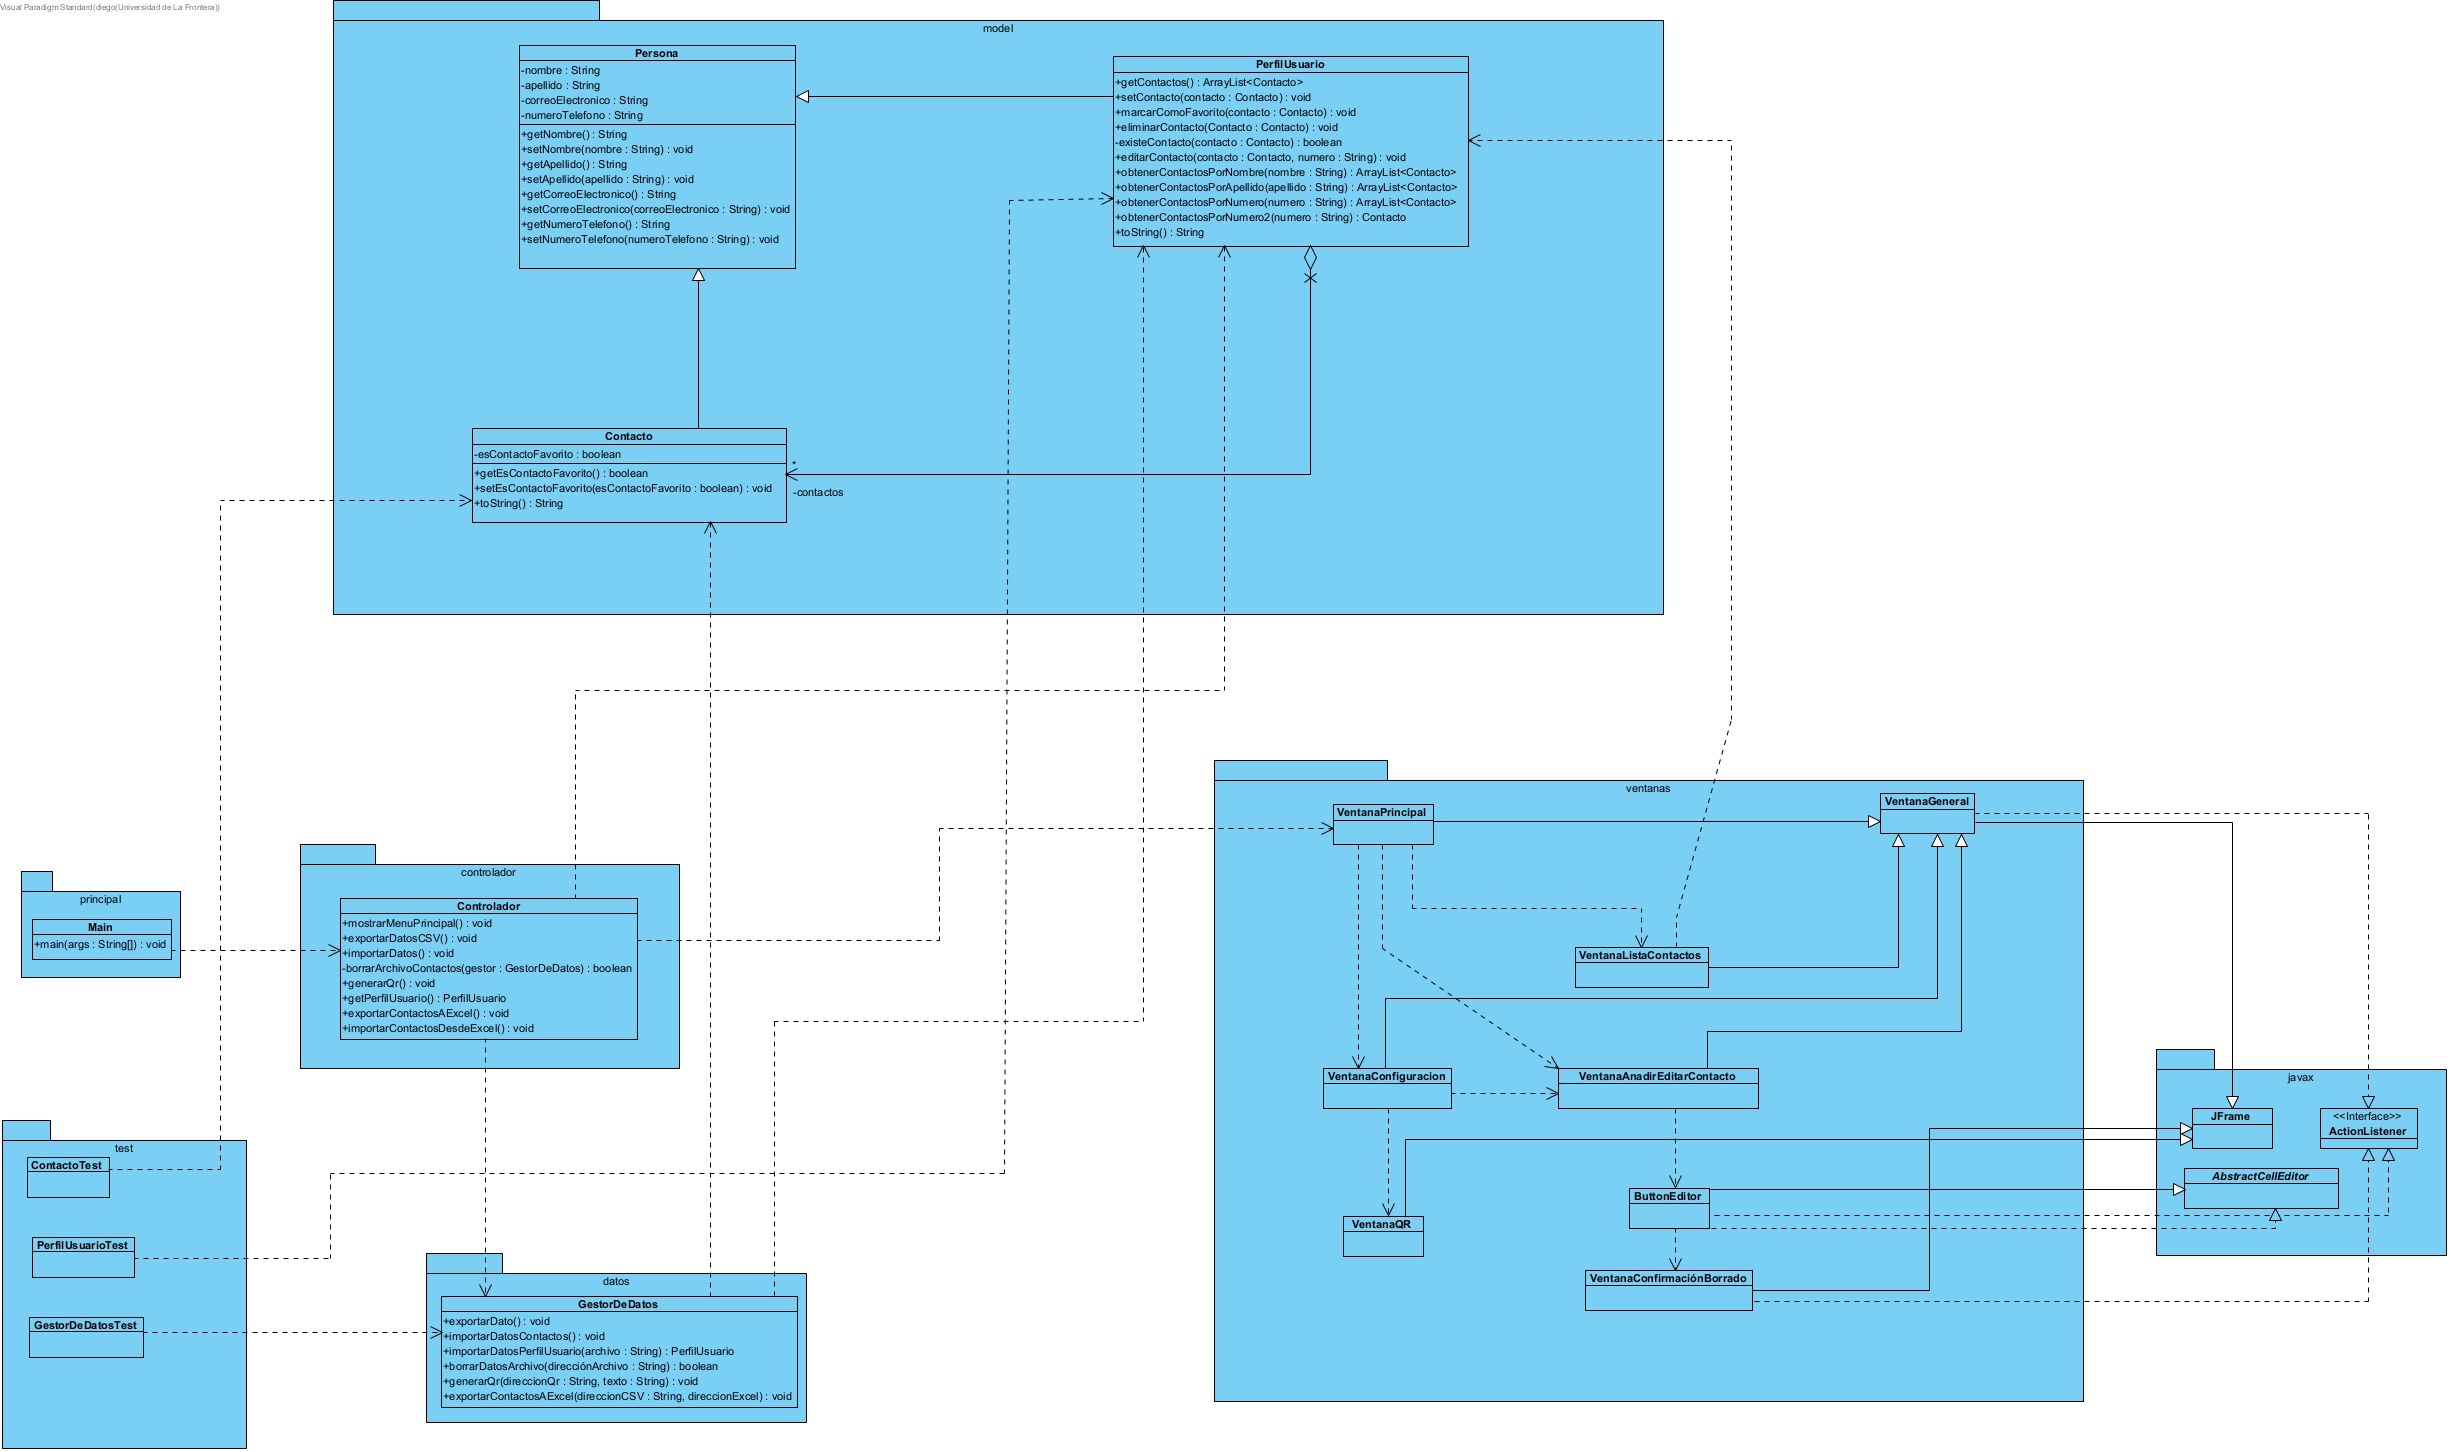 Visual Paradigm Standard(diego(Universidad de La Frontera))
model
Persona
-nombre : String
-apellido : String
-correoElectronico : String
-numeroTelefono : String
+getNombre() : String
+setNombre(nombre : String) : void
+getApellido() : String
+setApellido(apellido : String) : void
+getCorreoElectronico() : String
+setCorreoElectronico(correoElectronico : String) : void
+getNumeroTelefono() : String
+setNumeroTelefono(numeroTelefono : String) : void
PerfilUsuario
+getContactos() : ArrayList<Contacto>
+setContacto(contacto : Contacto) : void
+marcarComoFavorito(contacto : Contacto) : void
+eliminarContacto(Contacto : Contacto) : void
-existeContacto(contacto : Contacto) : boolean
+editarContacto(contacto : Contacto, numero : String) : void
+obtenerContactosPorNombre(nombre : String) : ArrayList<Contacto>
+obtenerContactosPorApellido(apellido : String) : ArrayList<Contacto>
+obtenerContactosPorNumero(numero : String) : ArrayList<Contacto>
+obtenerContactosPorNumero2(numero : String) : Contacto
+toString() : String
Contacto
-esContactoFavorito : boolean
+getEsContactoFavorito() : boolean
+setEsContactoFavorito(esContactoFavorito : boolean) : void
+toString() : String
*
-contactos
principal
Main
+main(args : String[]) : void
controlador
Controlador
+mostrarMenuPrincipal() : void
+exportarDatosCSV() : void
+importarDatos() : void
-borrarArchivoContactos(gestor : GestorDeDatos) : boolean
+generarQr() : void
+getPerfilUsuario() : PerfilUsuario
+exportarContactosAExcel() : void
+importarContactosDesdeExcel() : void
test
ContactoTest
PerfilUsuarioTest
GestorDeDatosTest
datos
GestorDeDatos
+exportarDato() : void
+importarDatosContactos() : void
+importarDatosPerfilUsuario(archivo : String) : PerfilUsuario
+borrarDatosArchivo(direcciónArchivo : String) : boolean
+generarQr(direccionQr : String, texto : String) : void
+exportarContactosAExcel(direccionCSV : String, direccionExcel) : void
ventanas
VentanaPrincipal
VentanaGeneral
VentanaListaContactos
VentanaConfiguracion
VentanaAnadirEditarContacto
VentanaQR
ButtonEditor
VentanaConfirmaciónBorrado
javax
JFrame
<<Interface>>
ActionListener
AbstractCellEditor